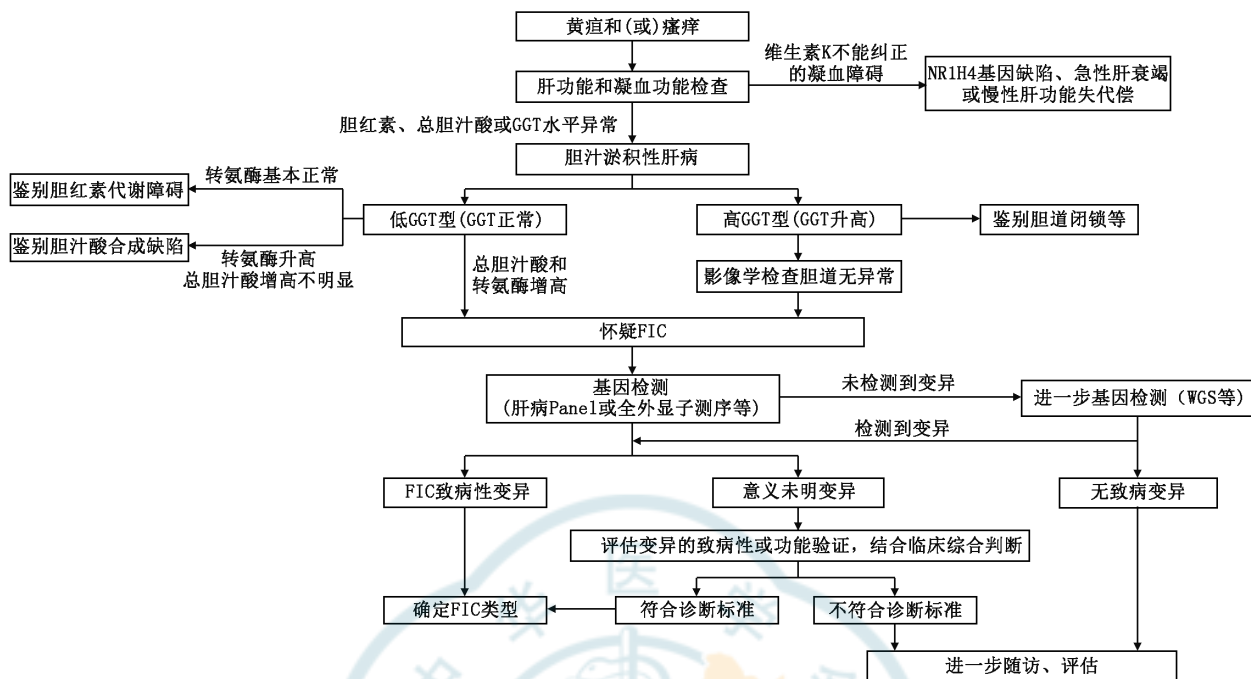 黄疸和(或)瘙痒
维生素K不能纠正
的凝血障碍
肝功能和凝血功能检查
NR1H4基因缺陷、急性肝衰竭
或慢性肝功能失代偿
胆红素、总胆汁酸或GGT水平异常
胆汁淤积性肝病
转氨酶基本正常
鉴别胆红素代谢障碍
低GGT型(GGT正常)
高GGT型(GGT升高)
鉴别胆道闭锁等
鉴别胆汁酸合成缺陷
转氨酶升高
总胆汁酸增高不明显
总胆汁酸和
转氨酶增高
影像学检查胆道无异常
怀疑FIC
基因检测
(肝病Panel或全外显子测序等)
未检测到变异
进一步基因检测（WGS等）
检测到变异
FIC致病性变异
意义未明变异
无致病变异
评估变异的致病性或功能验证，结合临床综合判断
确定FIC类型
符合诊断标准
不符合诊断标准
进一步随访、评估
中华医学会